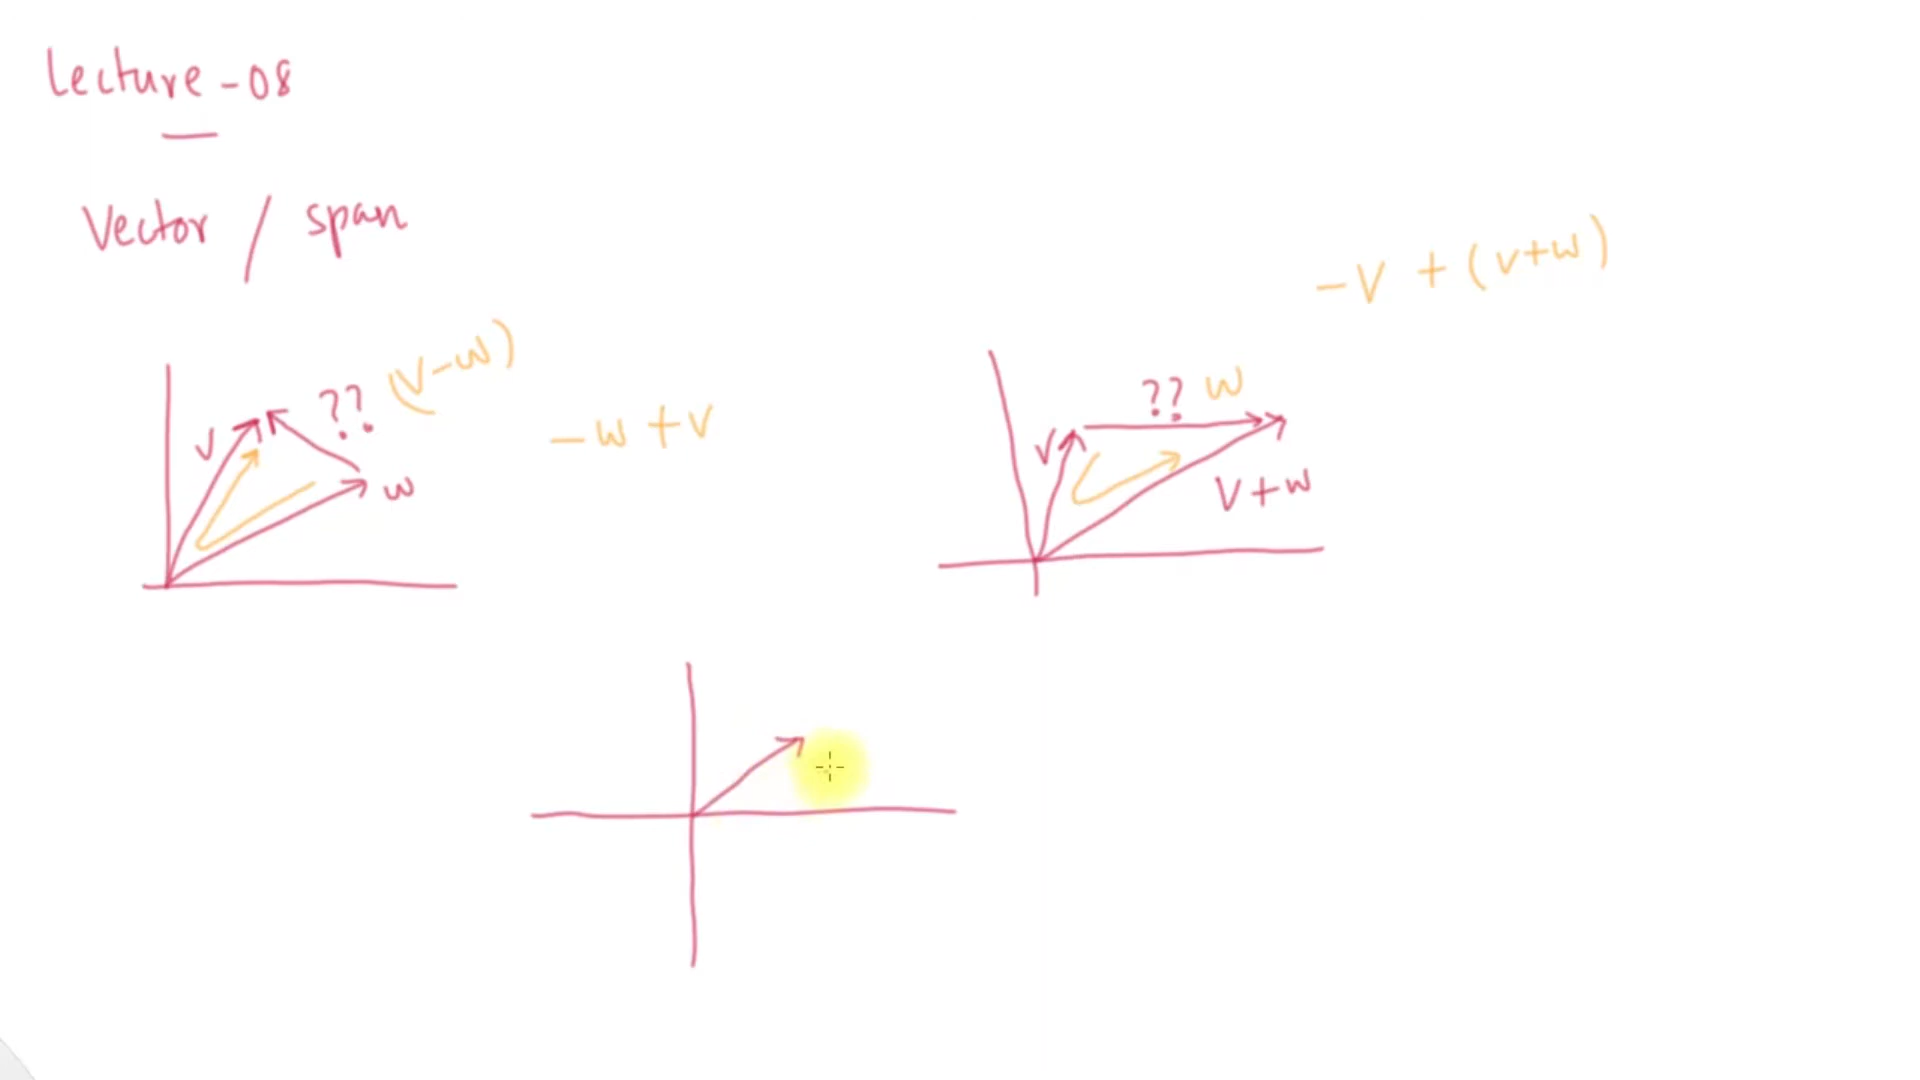 Lecture - 08
Vector / span
-v + (v+w)
?? (v-w)
-w + v
v
w
?? w
v
v+w